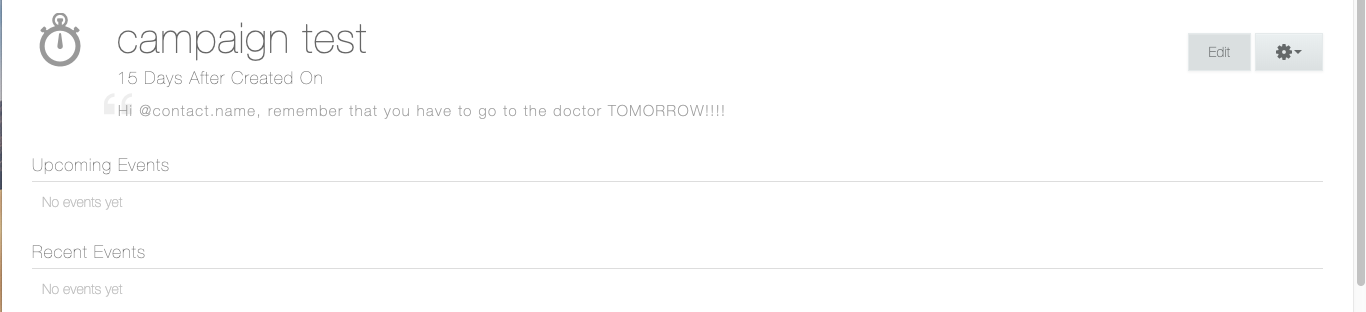 campaign test
Edit
15 Days After Created On
Hi @contact.name, remember that you have to go to the doctor TOMORROW!!!!
Upcoming Events
No events yet
Recent Events
No events yet